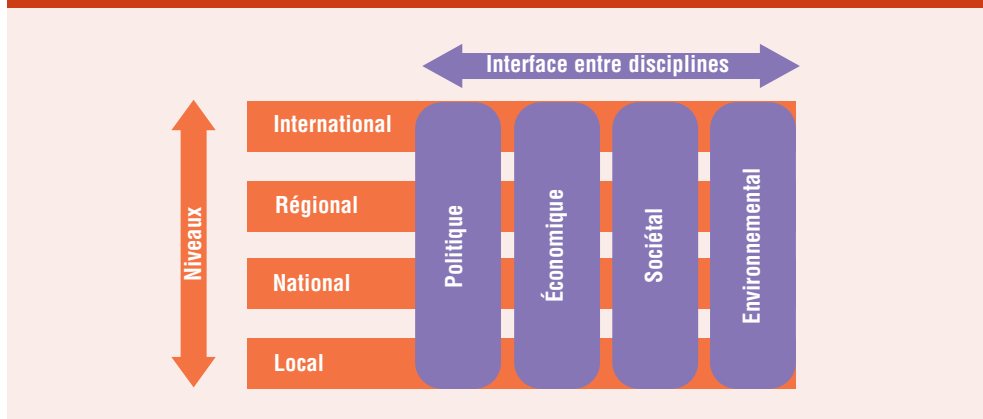 Interface entre disciplines
Niveaux
International
Régional
National
Local
Politique
Économique
Sociétal
Environnemental